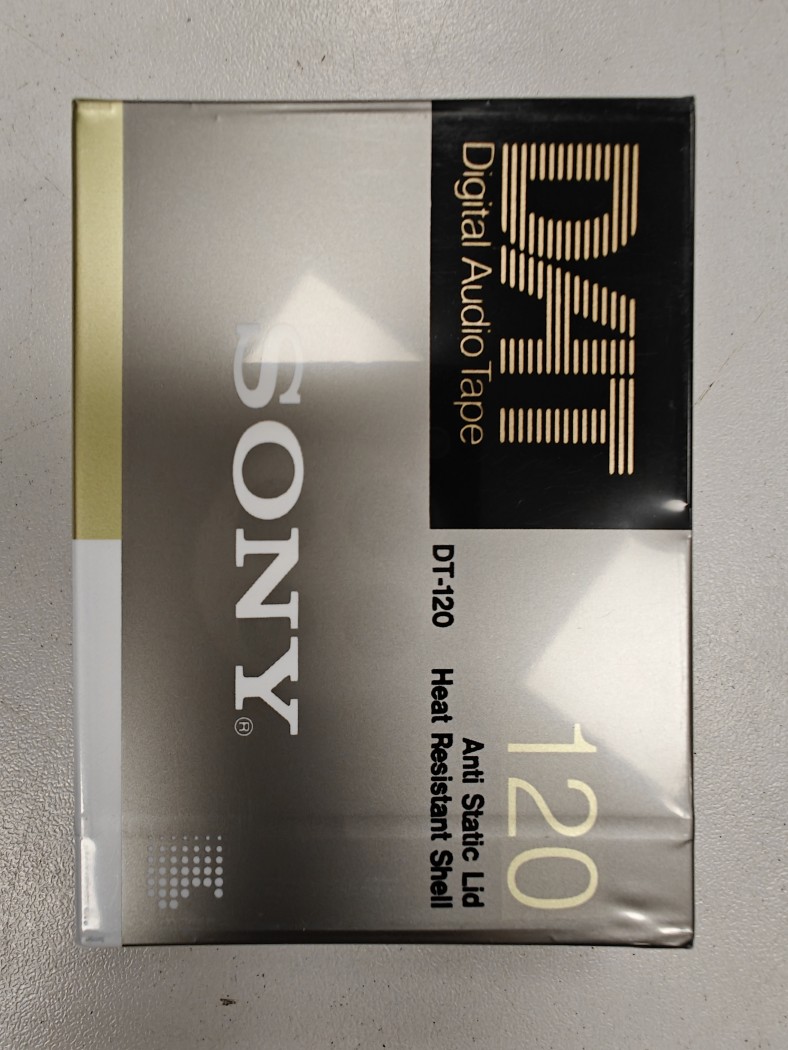 DAT
Digital Audio Tape
120
Anti Static Lid
DT-120 Heat Resistant Shell
SONY®